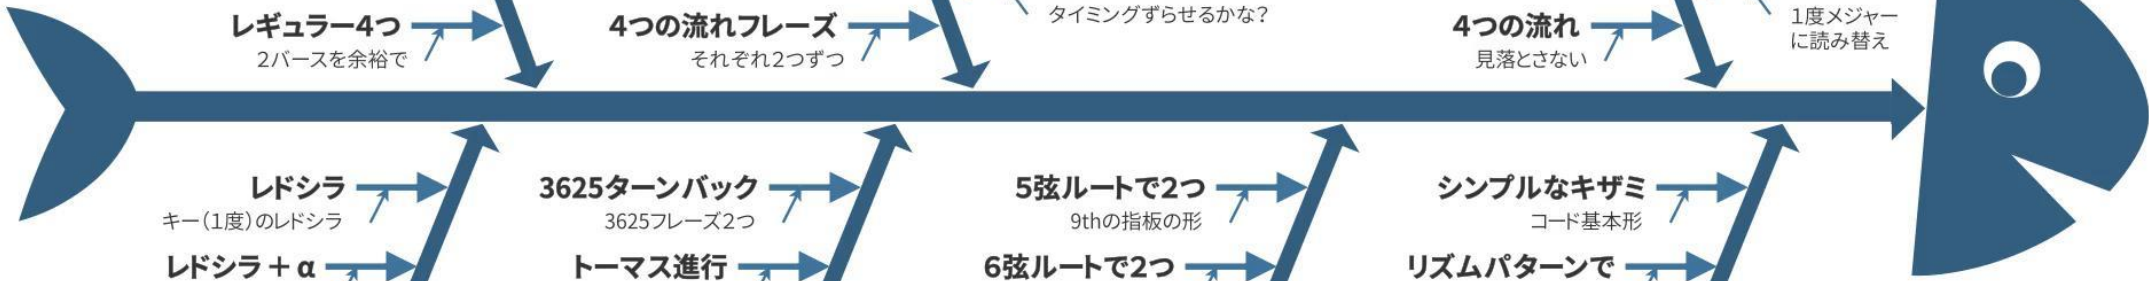 レギュラー4つ
2バースを余裕で
4つの流れフレーズ
それぞれ2つずつ
タイミングずらせるかな?
4つの流れ
見落とさない
1度メジャー
に読み替え
レドシラ
キー(1度)のレドシラ
レドシラ+α
3625ターンバック
3625フレーズ2つ
トーマス進行
5弦ルートで2つ
9thの指板の形
6弦ルートで2つ
シンプルなキザミ
コード基本形
リズムパターンで